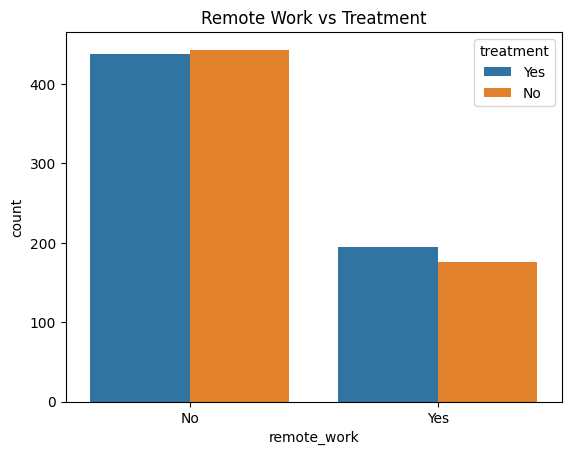 Remote Work vs Treatment
treatment
Yes
No
400
300
200
100
0
count
No
Yes
remote_work